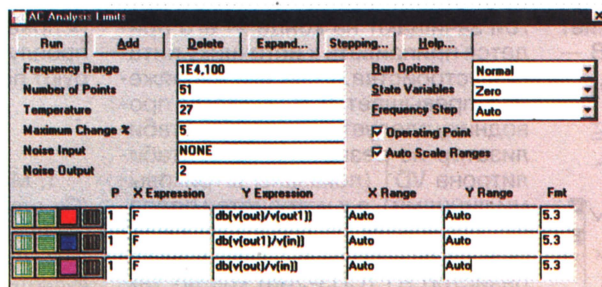 AC Analysis Limits
Run Add Delete Expand... Stepping... Help...
Frequency Range 1E4,100 Run Options Normal
Number of Points 51 State Variables Zero
Temperature 27 Frequency Step Auto
Maximum Change % 5 Operating Point
Noise Input NONE Auto Scale Ranges
Noise Output 2
P X Expression Y Expression X Range Y Range Fmt
1 F db(v(out)/v(out1)) Auto Auto 5.3
1 F db(v(out1)/v(in)) Auto Auto 5.3
1 F db(v(out)/v(in)) Auto Auto 5.3